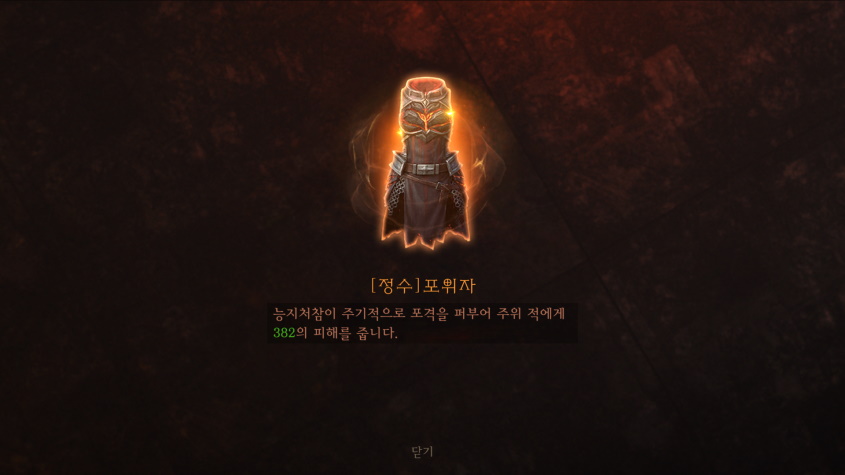 [정수]포위자
능지처참이 주기적으로 포격을 퍼부어 주위 적에게
382의 피해를 줍니다.
닫기